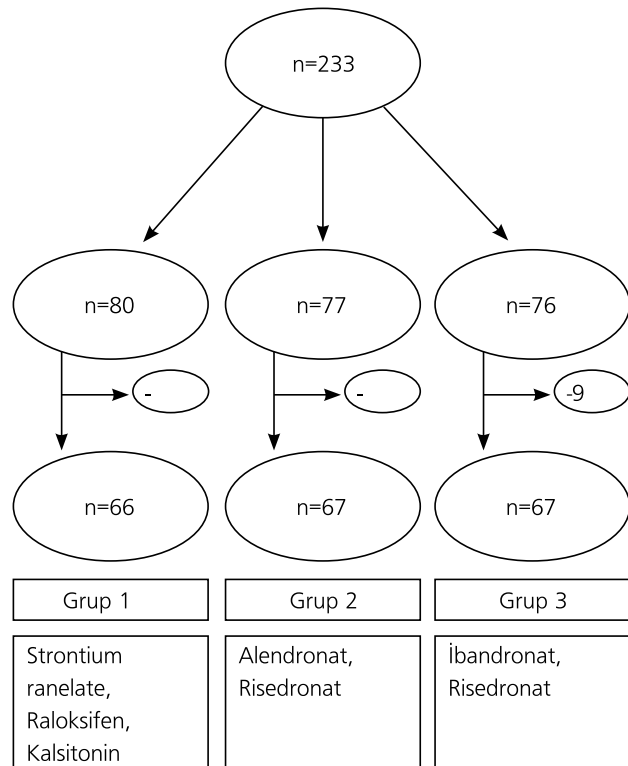 n=233
n=80
n=77
n=76
-
-
-9
n=66
n=67
n=67
Grup 1
Grup 2
Grup 3
Strontium
ranelate,
Raloksifen,
Kalsitonin
Alendronat,
Risedronat
İbandronat,
Risedronat